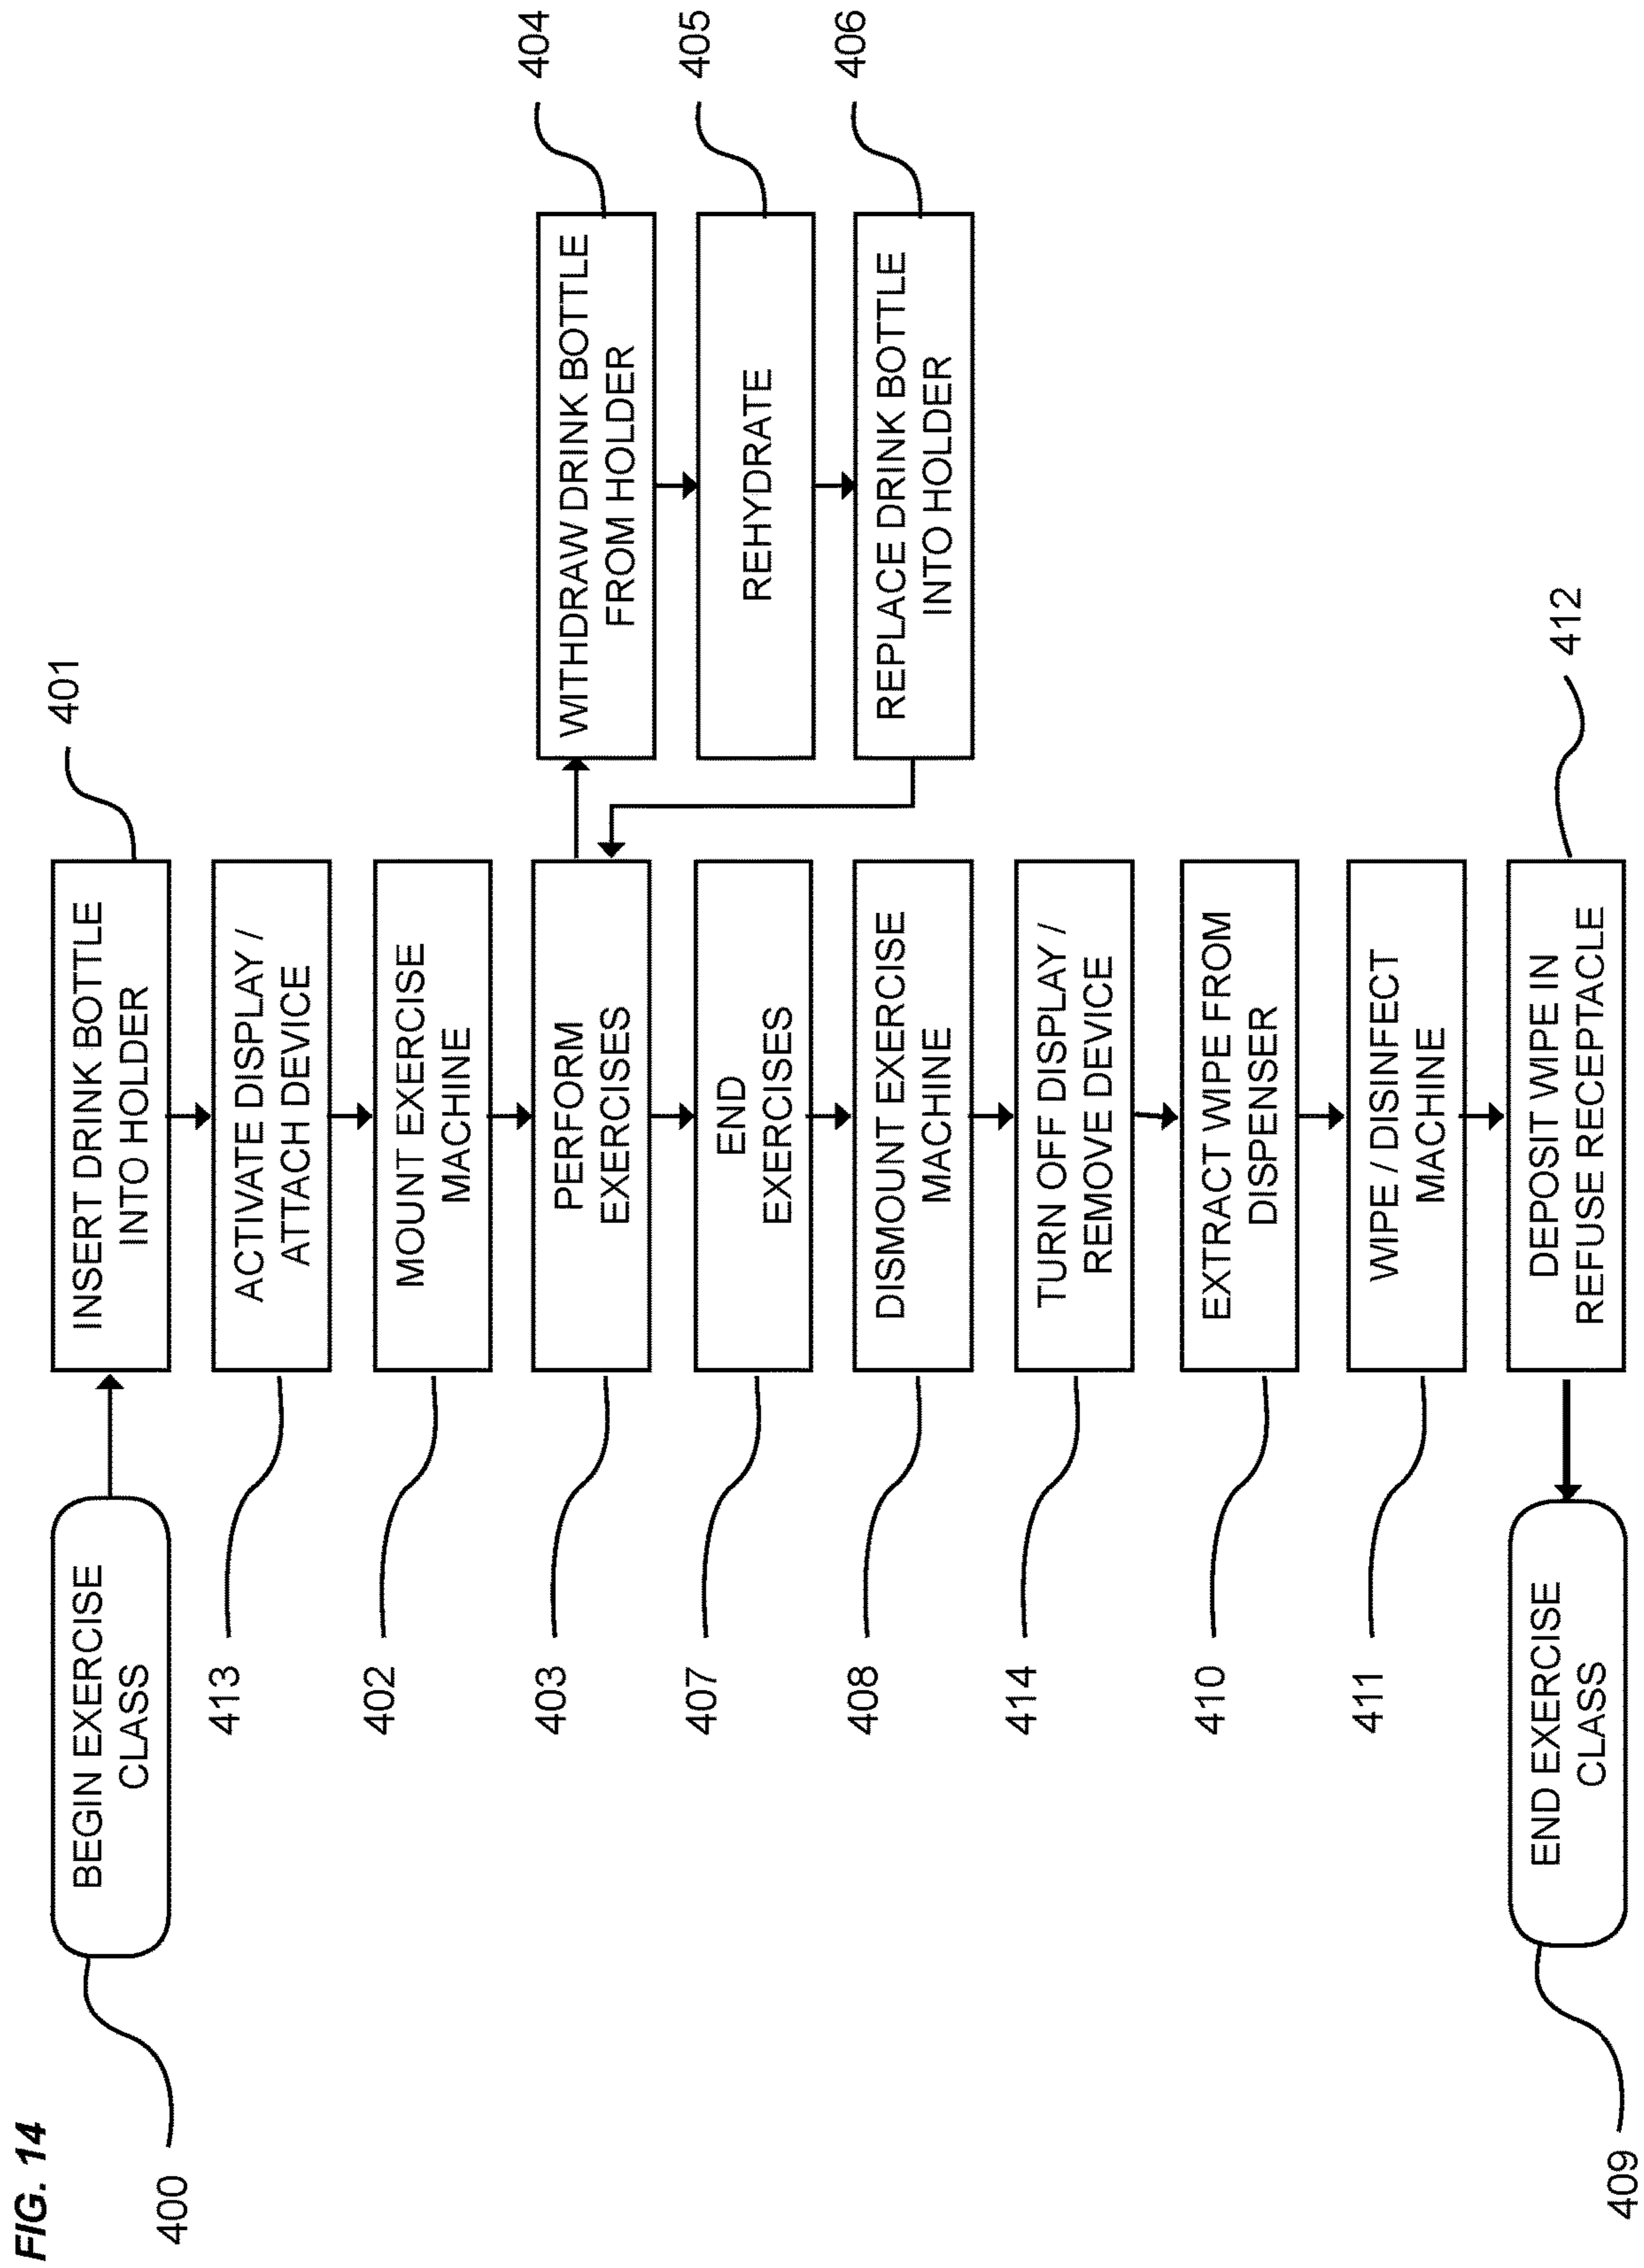 FIG. 14
400
BEGIN EXERCISE
CLASS
INSERT DRINK BOTTLE
INTO HOLDER
401
413
ACTIVATE DISPLAY /
ATTACH DEVICE
402
MOUNT EXERCISE
MACHINE
403
PERFORM
EXERCISES
WITHDRAW DRINK BOTTLE
FROM HOLDER
404
REHYDRATE
405
REPLACE DRINK BOTTLE
INTO HOLDER
406
407
END
EXERCISES
408
DISMOUNT EXERCISE
MACHINE
414
TURN OFF DISPLAY /
REMOVE DEVICE
410
EXTRACT WIPE FROM
DISPENSER
411
WIPE / DISINFECT
MACHINE
DEPOSIT WIPE IN
REFUSE RECEPTACLE
412
END EXERCISE
CLASS
409